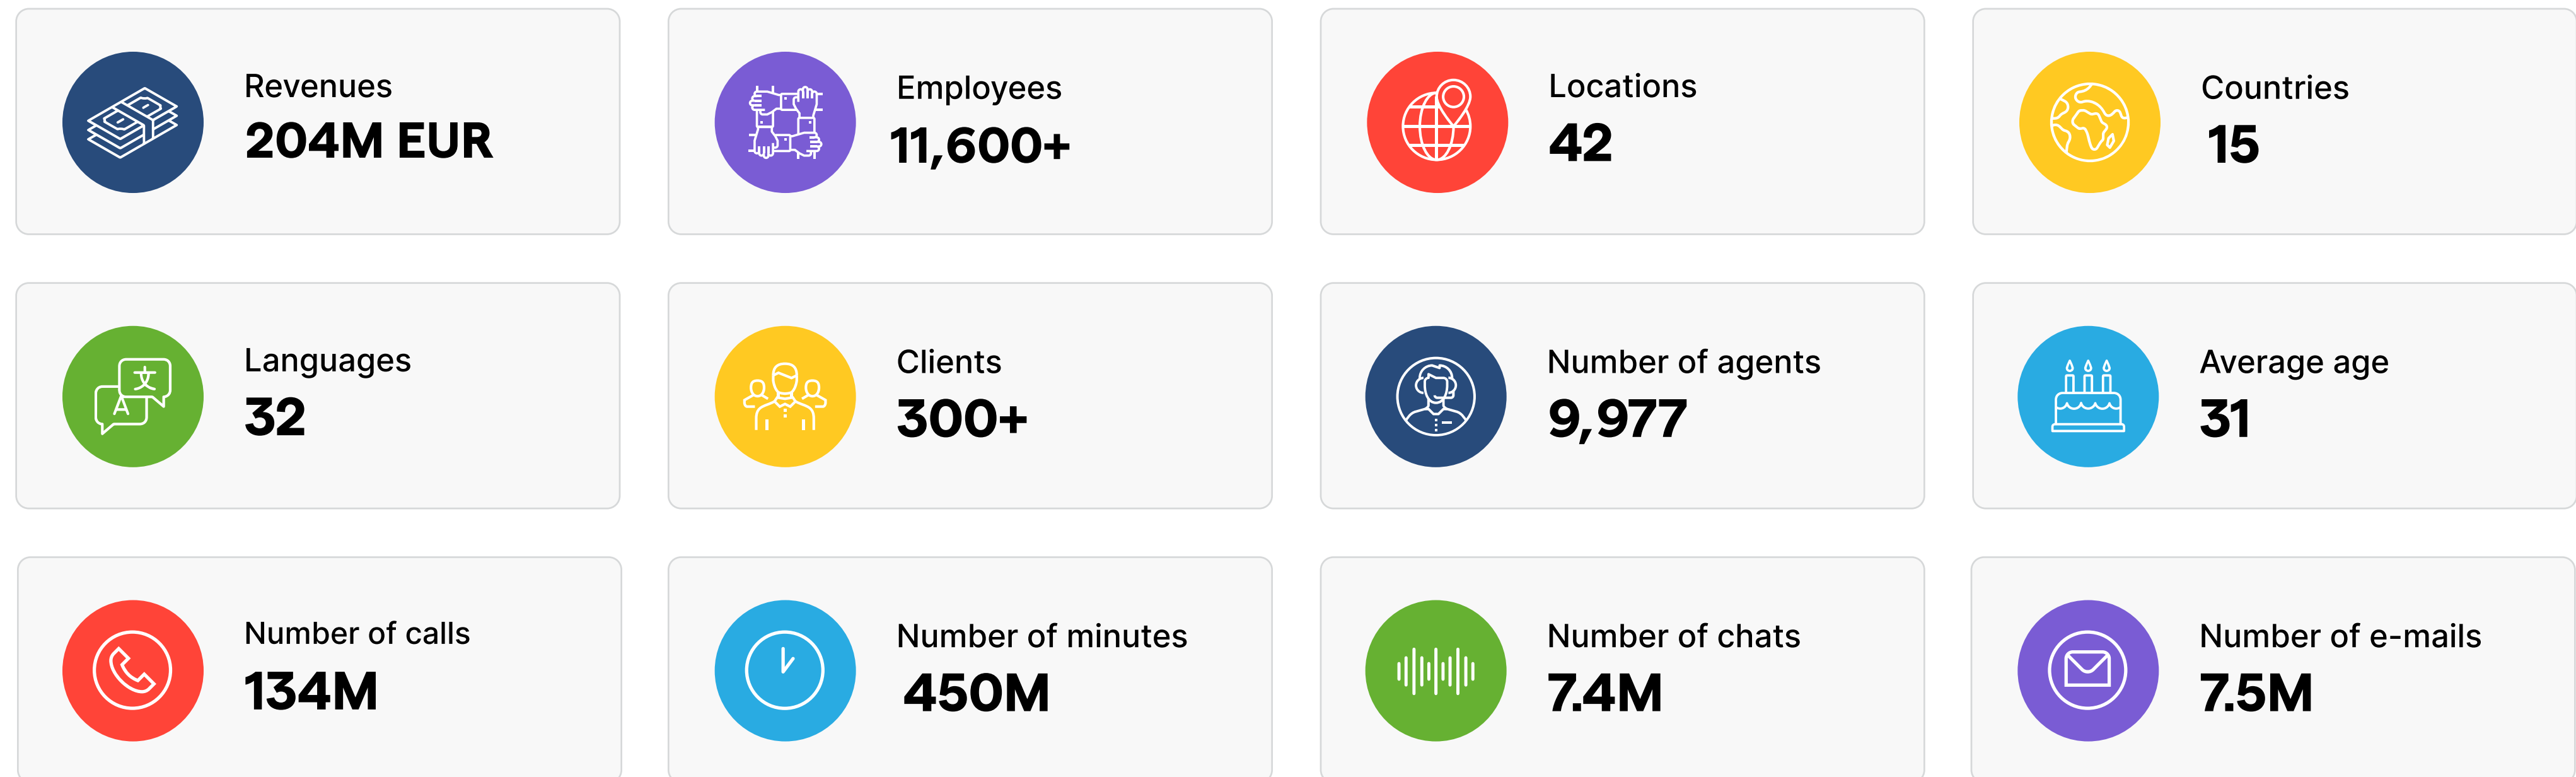 Revenues
204M EUR
Employees
11,600+
Locations
42
Countries
15
Languages
32
文
A
Clients
300+
Number of agents
9,977
Average age
31
Number of calls
134M
Number of minutes
450M
Number of chats
7.4M
Number of e-mails
7.5M